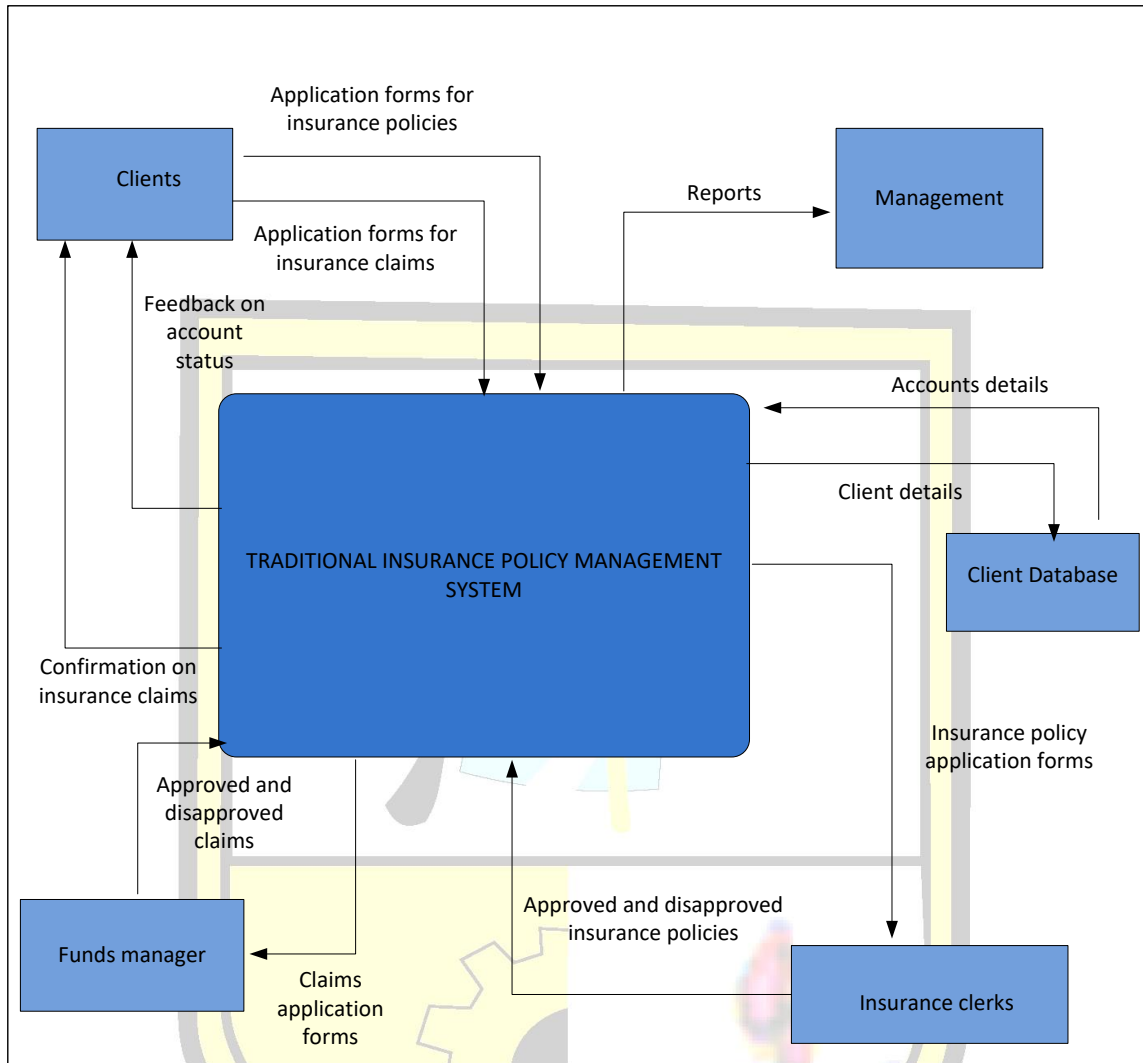 Application forms for
insurance policies
Clients
Management
Reports
Application forms for
insurance claims
Feedback on
account
status
Accounts details
Client details
TRADITIONAL INSURANCE POLICY MANAGEMENT
SYSTEM
Client Database
Confirmation on
insurance claims
Insurance policy
application forms
Approved and
disapproved
claims
Approved and disapproved
insurance policies
Funds manager
Claims
application
forms
Insurance clerks